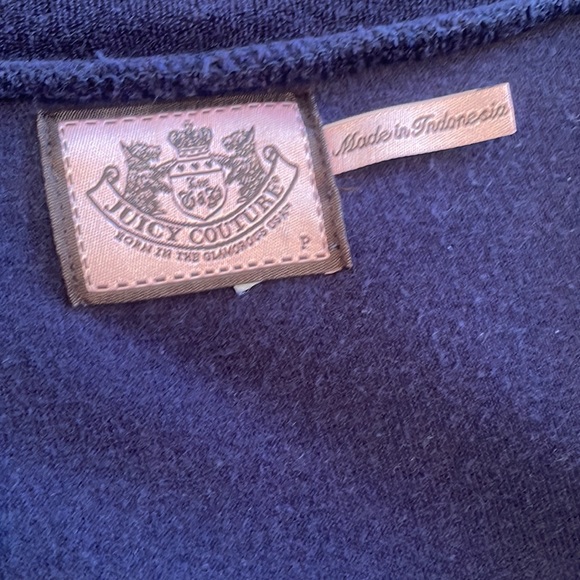 JUICY COUTURE
BORN IN THE GLAMOROUS USA
P
Made in Indonesia